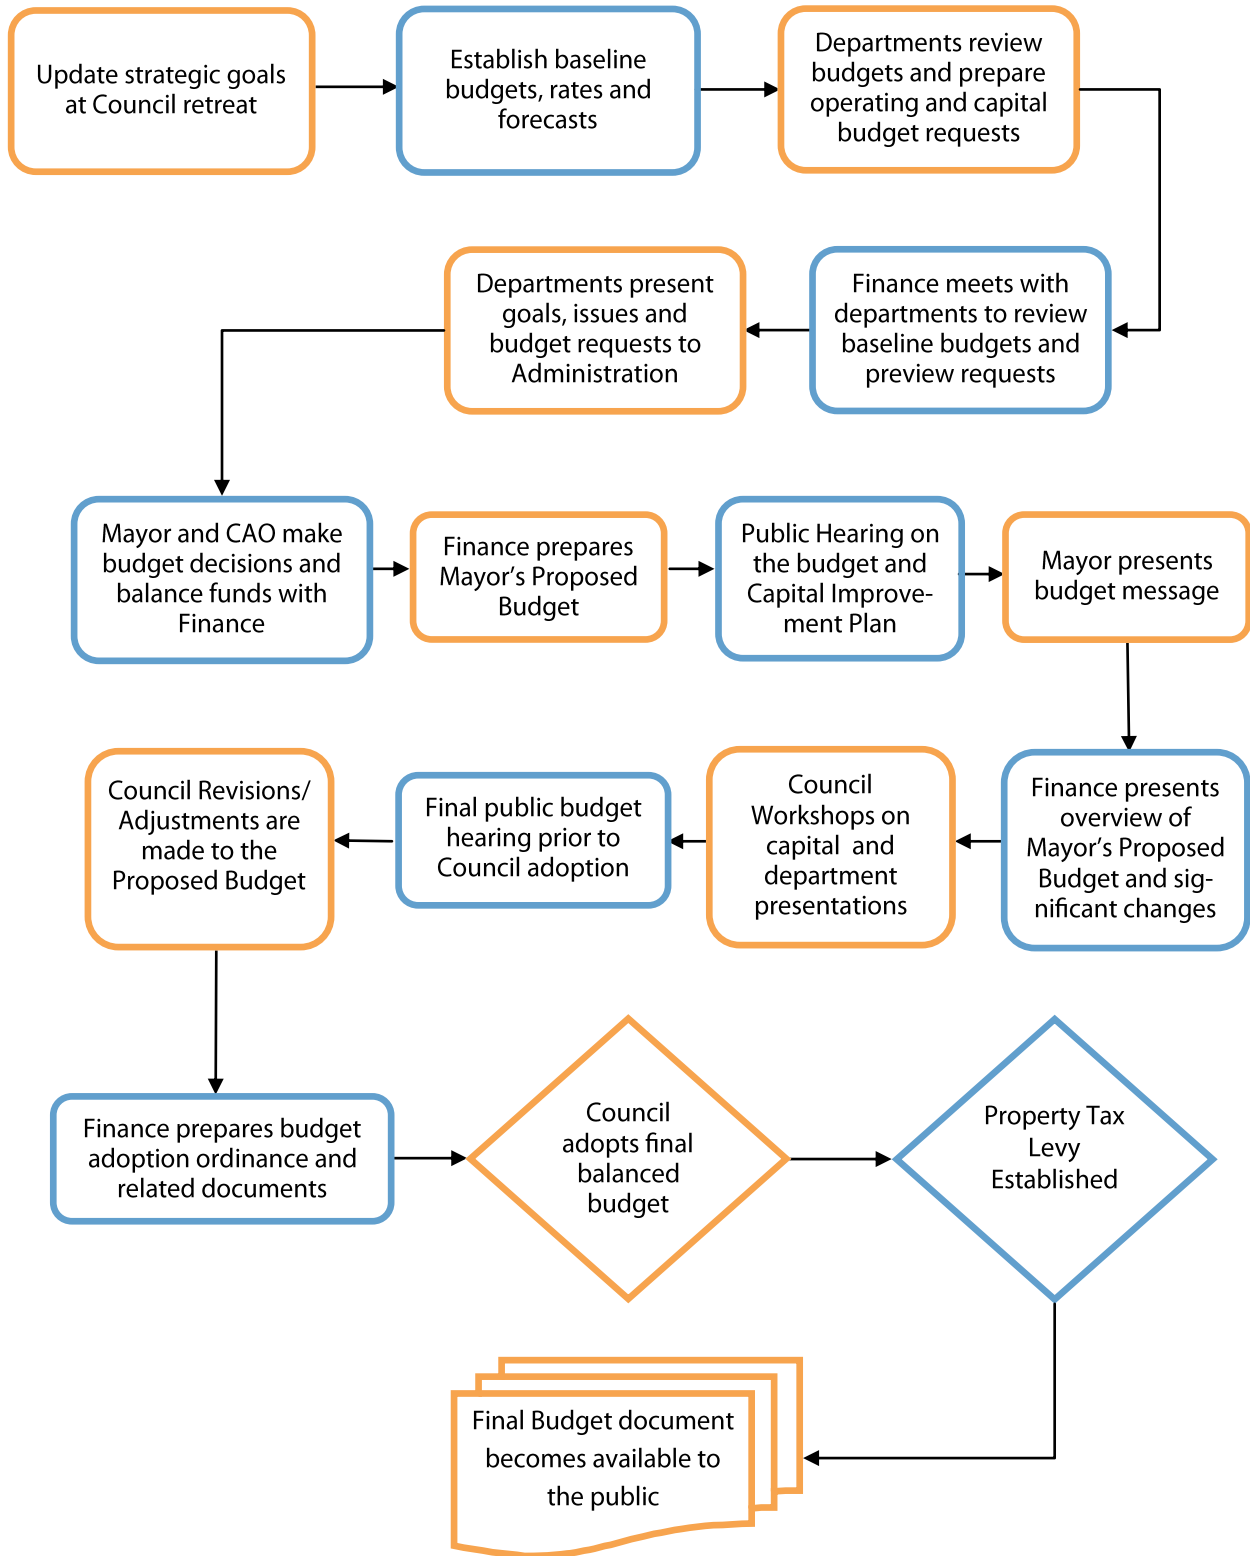 Update strategic goals
at Council retreat
Establish baseline
budgets, rates and
forecasts
Departments review
budgets and prepare
operating and capital
budget requests
Finance meets with
departments to review
baseline budgets and
preview requests
Departments present
goals, issues and
budget requests to
Administration
Mayor and CAO make
budget decisions and
balance funds with
Finance
Finance prepares
Mayor’s Proposed
Budget
Public Hearing on
the budget and
Capital Improve-
ment Plan
Mayor presents
budget message
Finance presents
overview of
Mayor’s Proposed
Budget and sig-
nificant changes
Council
Workshops on
capital and
department
presentations
Final public budget
hearing prior to
Council adoption
Council Revisions/
Adjustments are
made to the
Proposed Budget
Finance prepares budget
adoption ordinance and
related documents
Council
adopts final
balanced
budget
Property Tax
Levy
Established
Final Budget document
becomes available to
the public